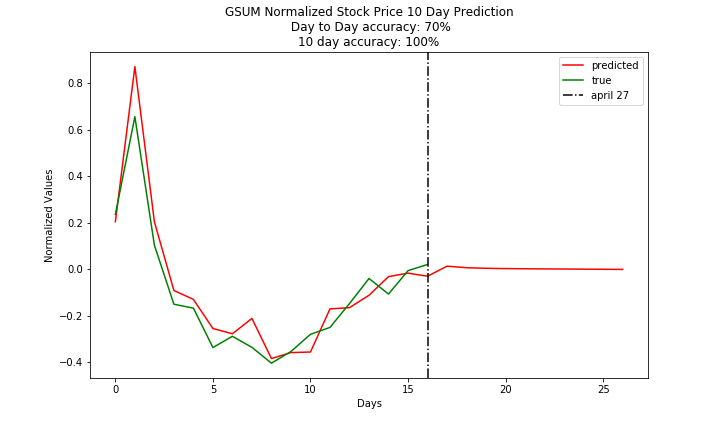 GSUM Normalized Stock Price 10 Day Prediction
Day to Day accuracy: 70%
10 day accuracy: 100%
predicted
true
april 27
Normalized Values
0.8
0.6
0.4
0.2
0.0
−0.2
−0.4
0 5 10 15 20 25
Days